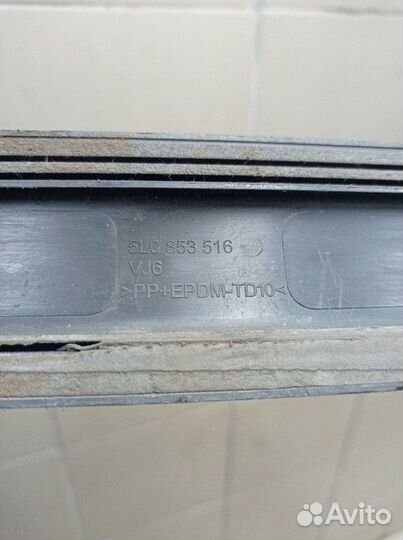 5L0 853 516
VJ6
>PP+EPDM-TD10<
Avito